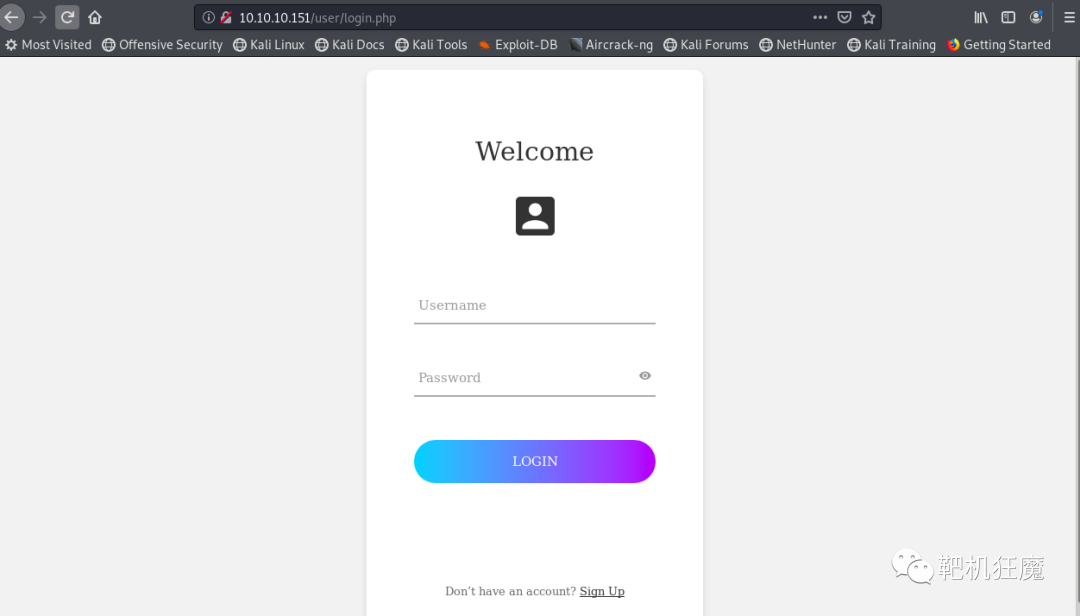 10.10.10.151/user/login.php
Most Visited Offensive Security Kali Linux Kali Docs Kali Tools Exploit-DB Aircrack-ng Kali Forums NetHunter Kali Training Getting Started
Welcome
Username
Password
LOGIN
Don't have an account? Sign Up
靶机狂魔